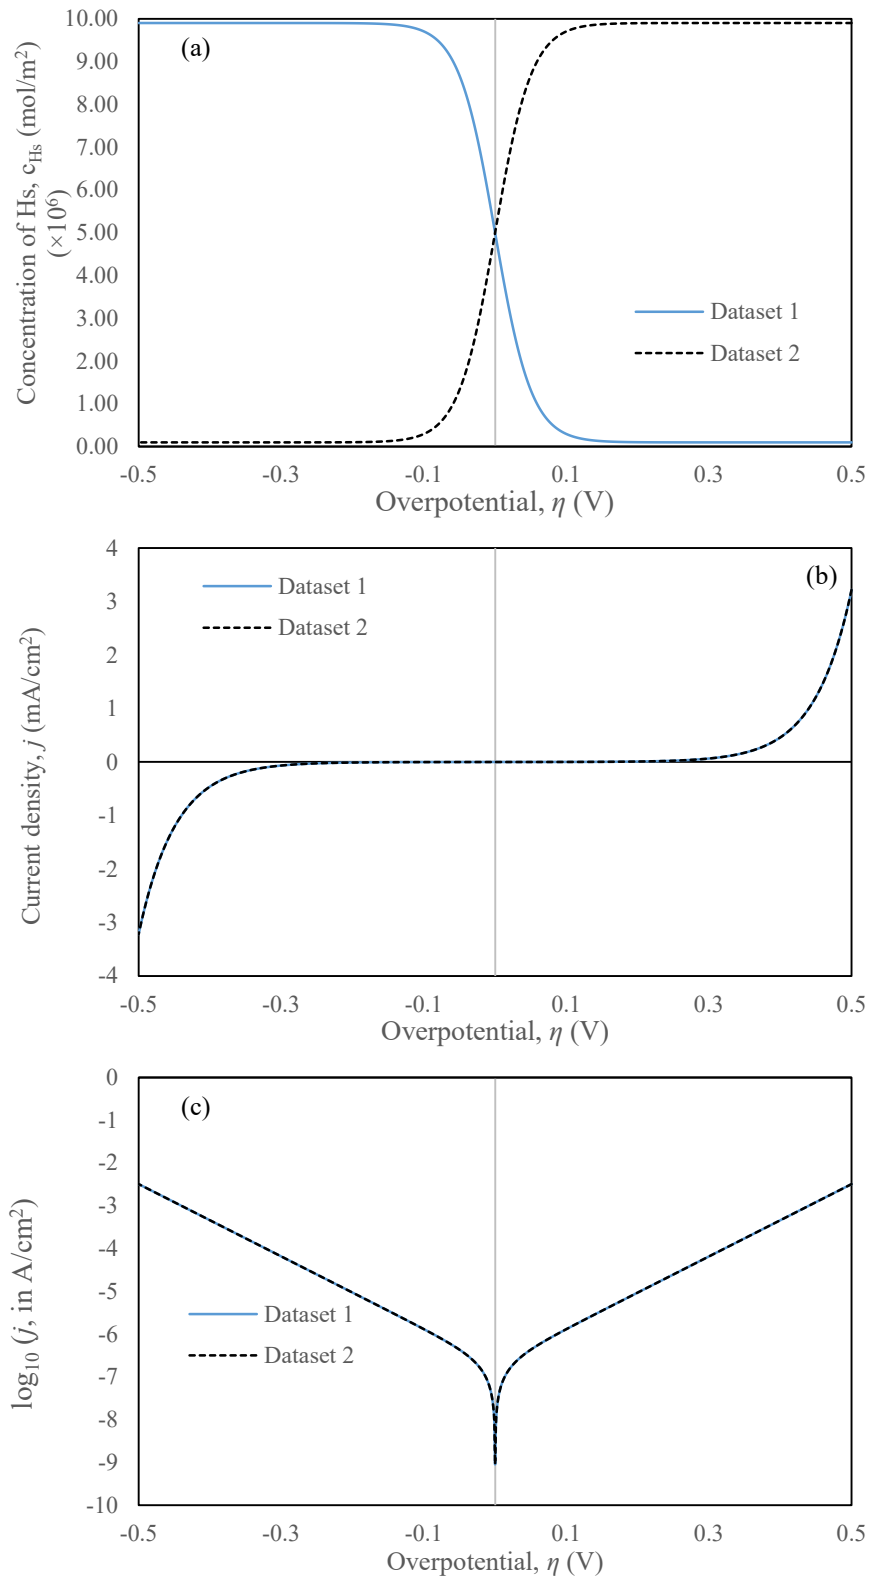 10.00
9.00
8.00
7.00
6.00
5.00
4.00
3.00
2.00
1.00
0.00
Concentration of Hs, c_Hs (mol/m²)
(×10⁶)
(a)
Dataset 1
Dataset 2
-0.5 -0.3 -0.1 0.1 0.3 0.5
Overpotential, η (V)
4
3
2
1
0
-1
-2
-3
-4
Current density, j (mA/cm²)
Dataset 1
Dataset 2
(b)
-0.5 -0.3 -0.1 0.1 0.3 0.5
Overpotential, η (V)
0
-1
-2
-3
-4
-5
-6
-7
-8
-9
-10
log₁₀ (j, in A/cm²)
(c)
Dataset 1
Dataset 2
-0.5 -0.3 -0.1 0.1 0.3 0.5
Overpotential, η (V)